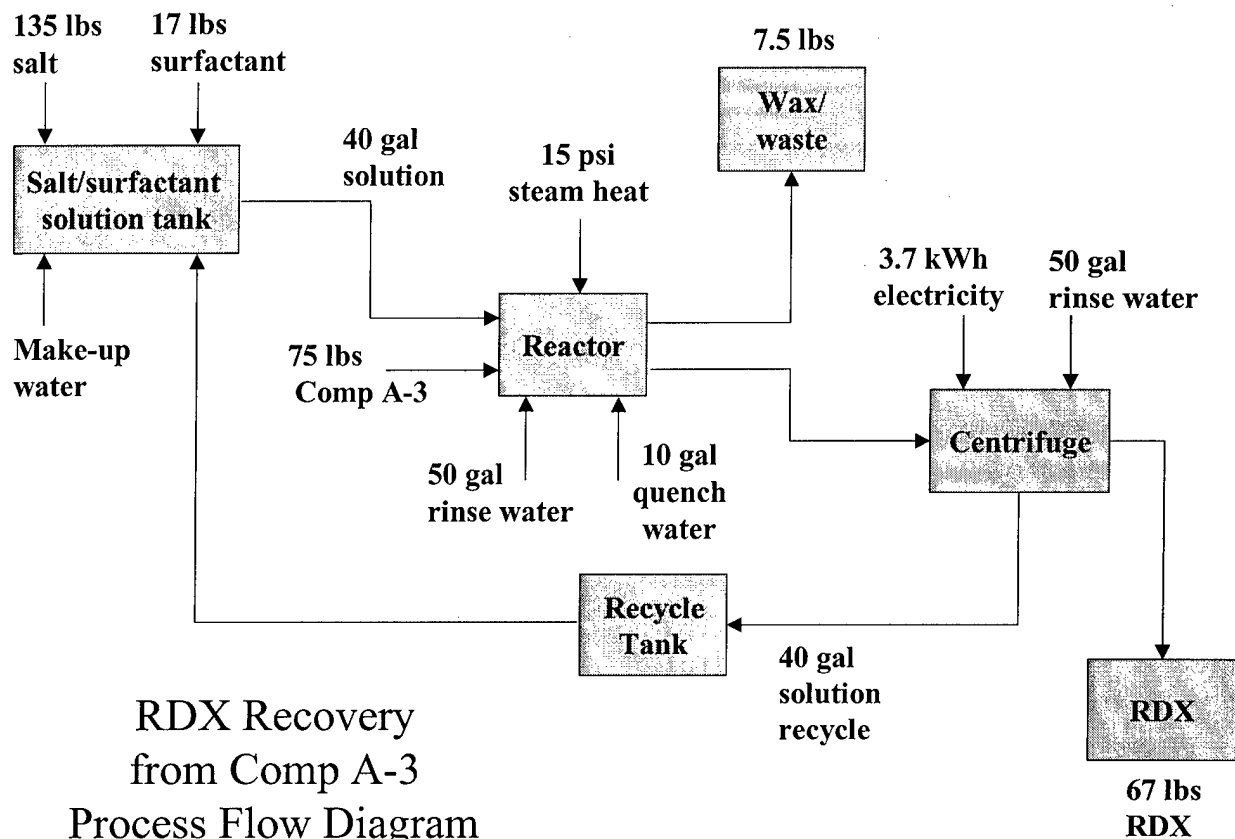 135 lbs
salt
17 lbs
surfactant
7.5 lbs
Wax/
waste
40 gal
solution
15 psi
steam heat
Salt/surfactant
solution tank
3.7 kWh
electricity
50 gal
rinse water
Make-up
water
75 lbs
Comp A-3
Reactor
Centrifuge
50 gal
rinse water
10 gal
quench
water
Recycle
Tank
40 gal
solution
recycle
RDX
67 lbs
RDX
RDX Recovery
from Comp A-3
Process Flow Diagram